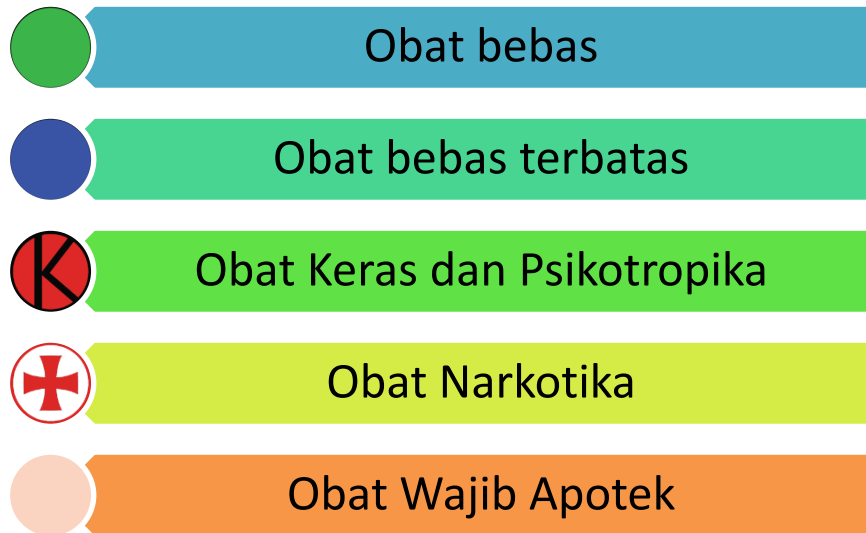 Obat bebas
Obat bebas terbatas
K
Obat Keras dan Psikotropika
Obat Narkotika
Obat Wajib Apotek